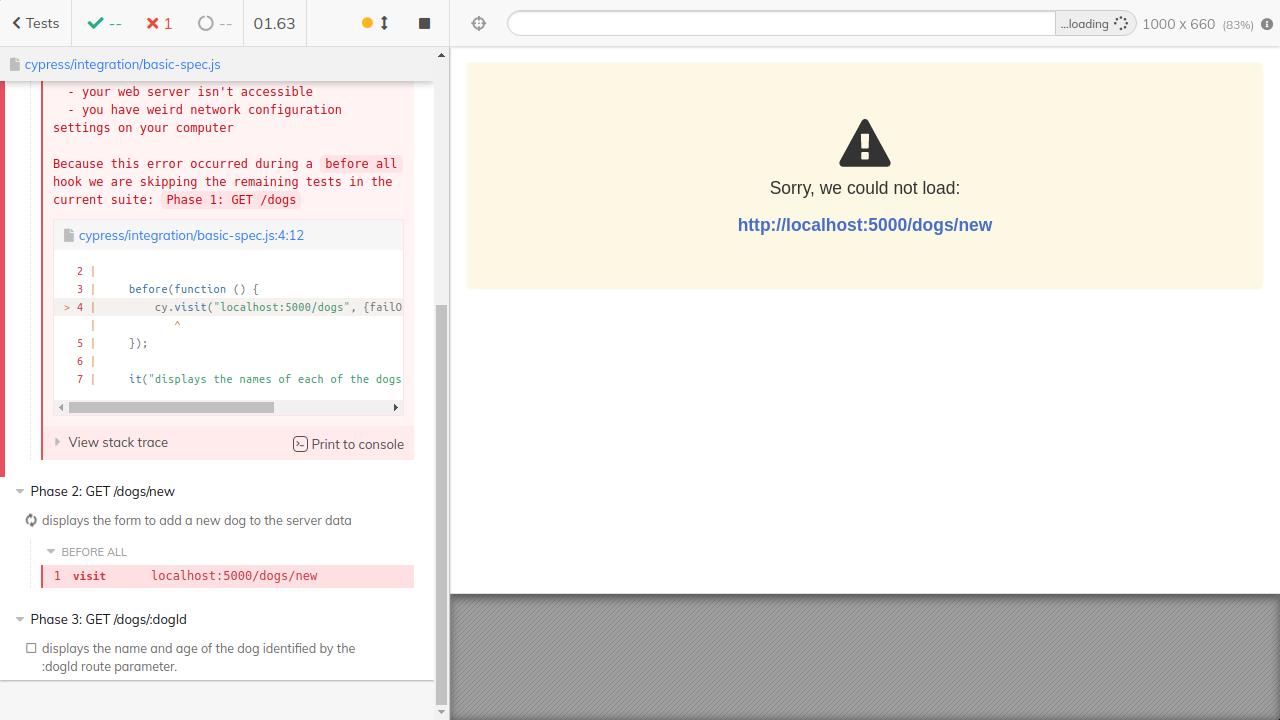 Tests
--
1
--
01.63
...loading
1000 x 660 (83%)
cypress/integration/basic-spec.js
- your web server isn't accessible
- you have weird network configuration
settings on your computer
Because this error occurred during a before all
hook we are skipping the remaining tests in the
current suite: Phase 1: GET /dogs
cypress/integration/basic-spec.js:4:12
2 |
3 | before(function () {
> 4 | cy.visit("localhost:5000/dogs", {failO
| ^
5 | });
6 |
7 | it("displays the names of each of the dogs
View stack trace
Print to console
Phase 2: GET /dogs/new
displays the form to add a new dog to the server data
BEFORE ALL
1 visit localhost:5000/dogs/new
Phase 3: GET /dogs/:dogId
displays the name and age of the dog identified by the
:dogId route parameter.
Sorry, we could not load:
http://localhost:5000/dogs/new